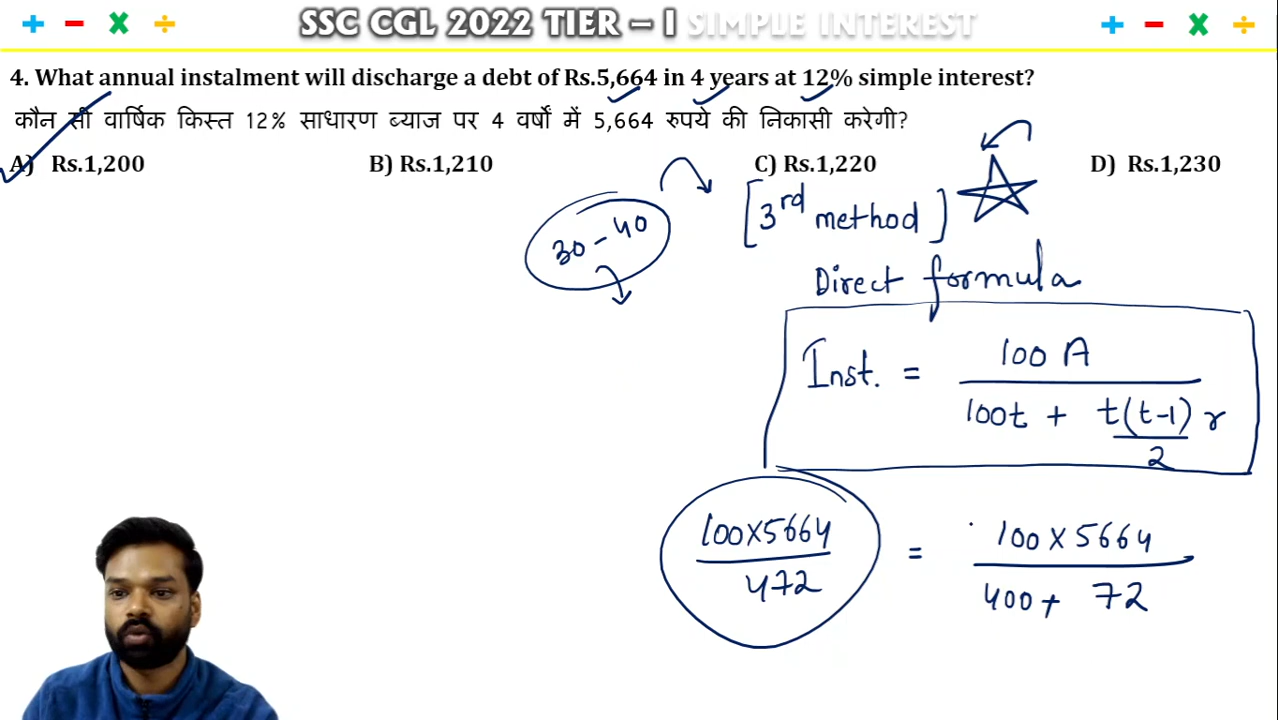 + - × ÷ SSC CGL 2022 TIER – I SIMPLE INTEREST + - × ÷
4. What annual instalment will discharge a debt of Rs.5,664 in 4 years at 12% simple interest?
कौन सी वार्षिक किस्त 12% साधारण ब्याज पर 4 वर्षों में 5,664 रुपये की निकासी करेगी?
A) Rs.1,200 B) Rs.1,210 C) Rs.1,220 D) Rs.1,230
30 - 40 [3rd method]
Direct formula
Inst. = 100 A / 100t + t(t-1)/2 r
100×5664 / 472 = 100×5664 / 400+ 72